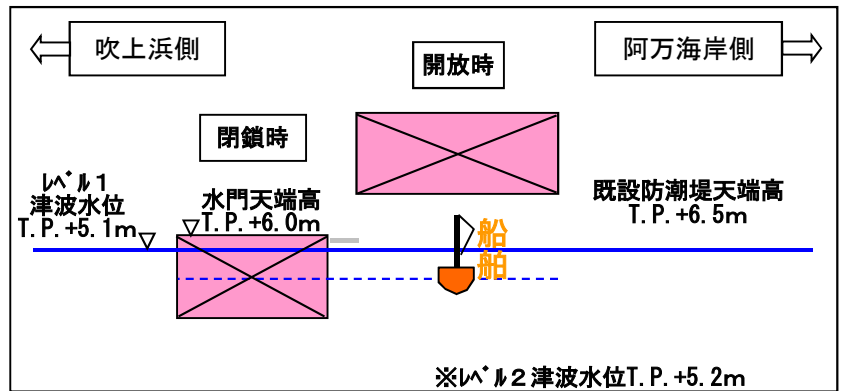 吹上浜側
阿万海岸側
開放時
閉鎖時
ﾚﾍﾞﾙ1
津波水位
T.P.+5.1m
水門天端高
T.P.+6.0m
既設防潮堤天端高
T.P.+6.5m
船
舶
※ﾚﾍﾞﾙ2津波水位T.P.+5.2m